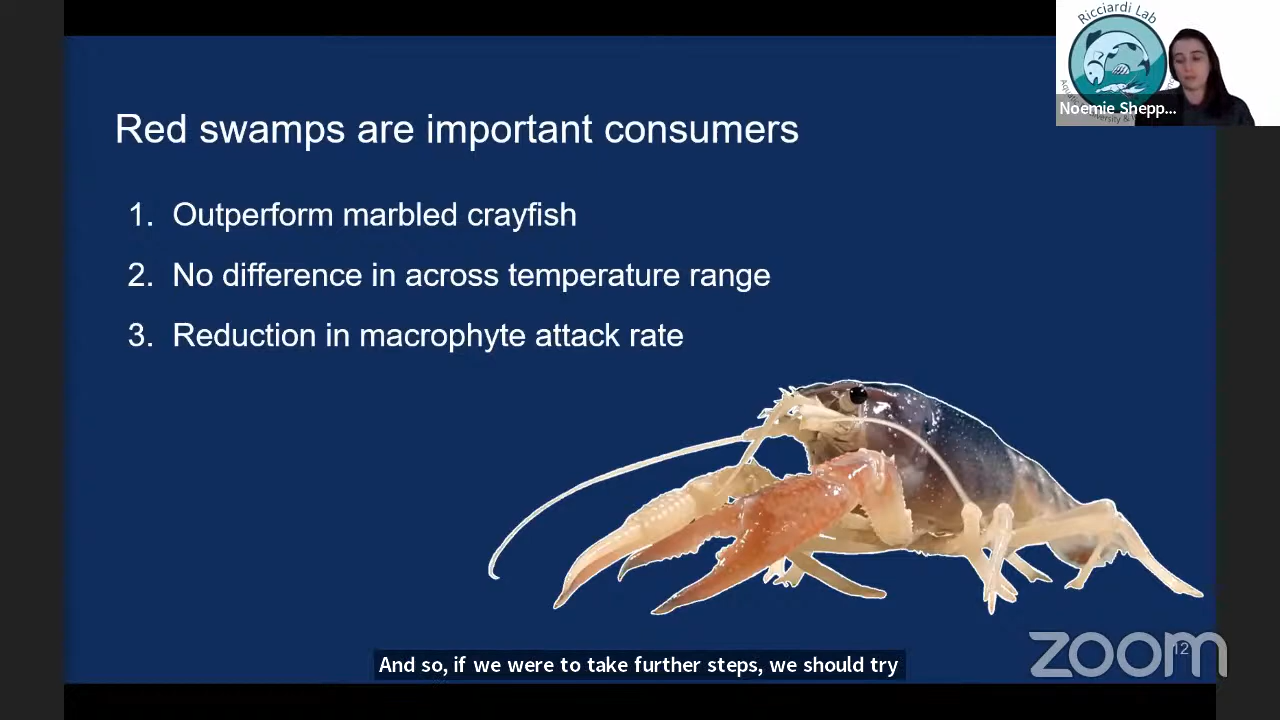 Ricciardi Lab
Noemie Shepp...
Red swamps are important consumers
1. Outperform marbled crayfish
2. No difference in across temperature range
3. Reduction in macrophyte attack rate
12
zoom
And so, if we were to take further steps, we should try